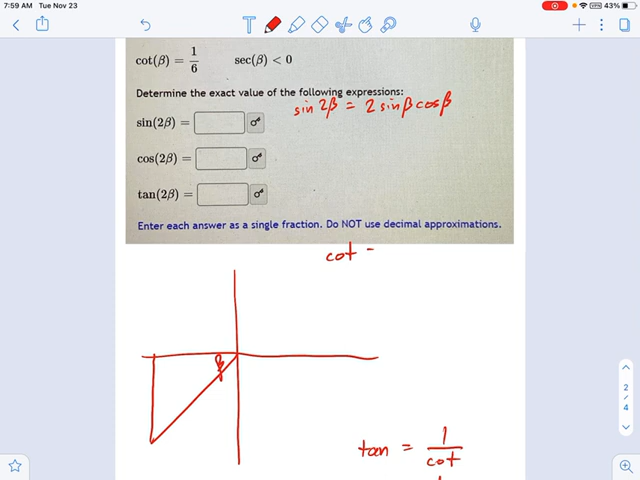 7:59 AM Tue Nov 23
VPN 43%
T
cot(β) = 1/6 sec(β) < 0
Determine the exact value of the following expressions:
sin 2β = 2 sinβ cosβ
sin(2β) =
cos(2β) =
tan(2β) =
Enter each answer as a single fraction. Do NOT use decimal approximations.
cot -
β
2
/
4
tan = 1/cot